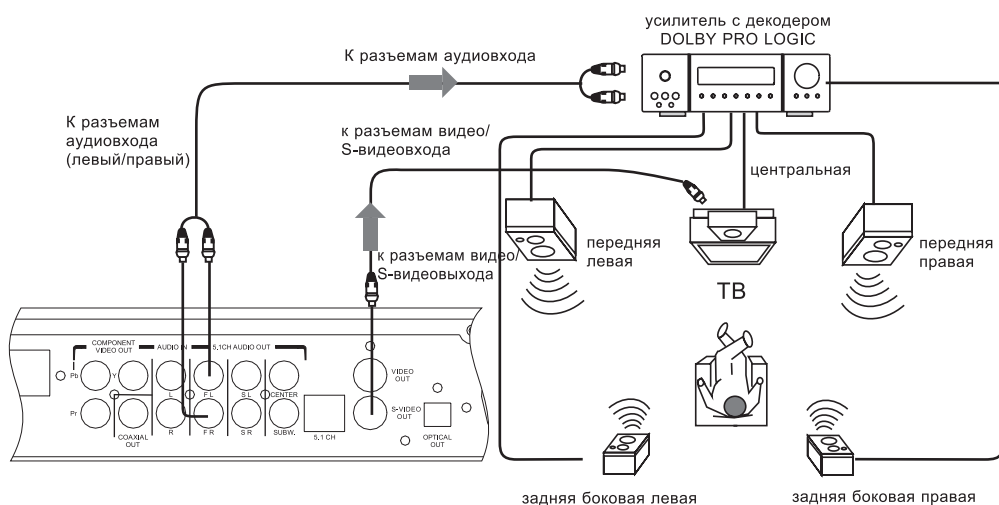 усилитель с декодером
DOLBY PRO LOGIC
К разъемам аудиовхода
К разъемам
аудиовхода
(левый/правый)
к разъемам видео/
S-видеовхода
центральная
передняя
левая
передняя
правая
к разъемам видео/
S-видеовыхода
ТВ
COMPONENT
VIDEO OUT
AUDIO IN
5,1CH AUDIO OUT
Pb
Y
L
F L
S L
CENTER
VIDEO
OUT
Pr
COAXIAL
OUT
R
F R
S R
SUBW.
5.1 CH
S-VIDEO
OUT
OPTICAL
OUT
задняя боковая левая
задняя боковая правая